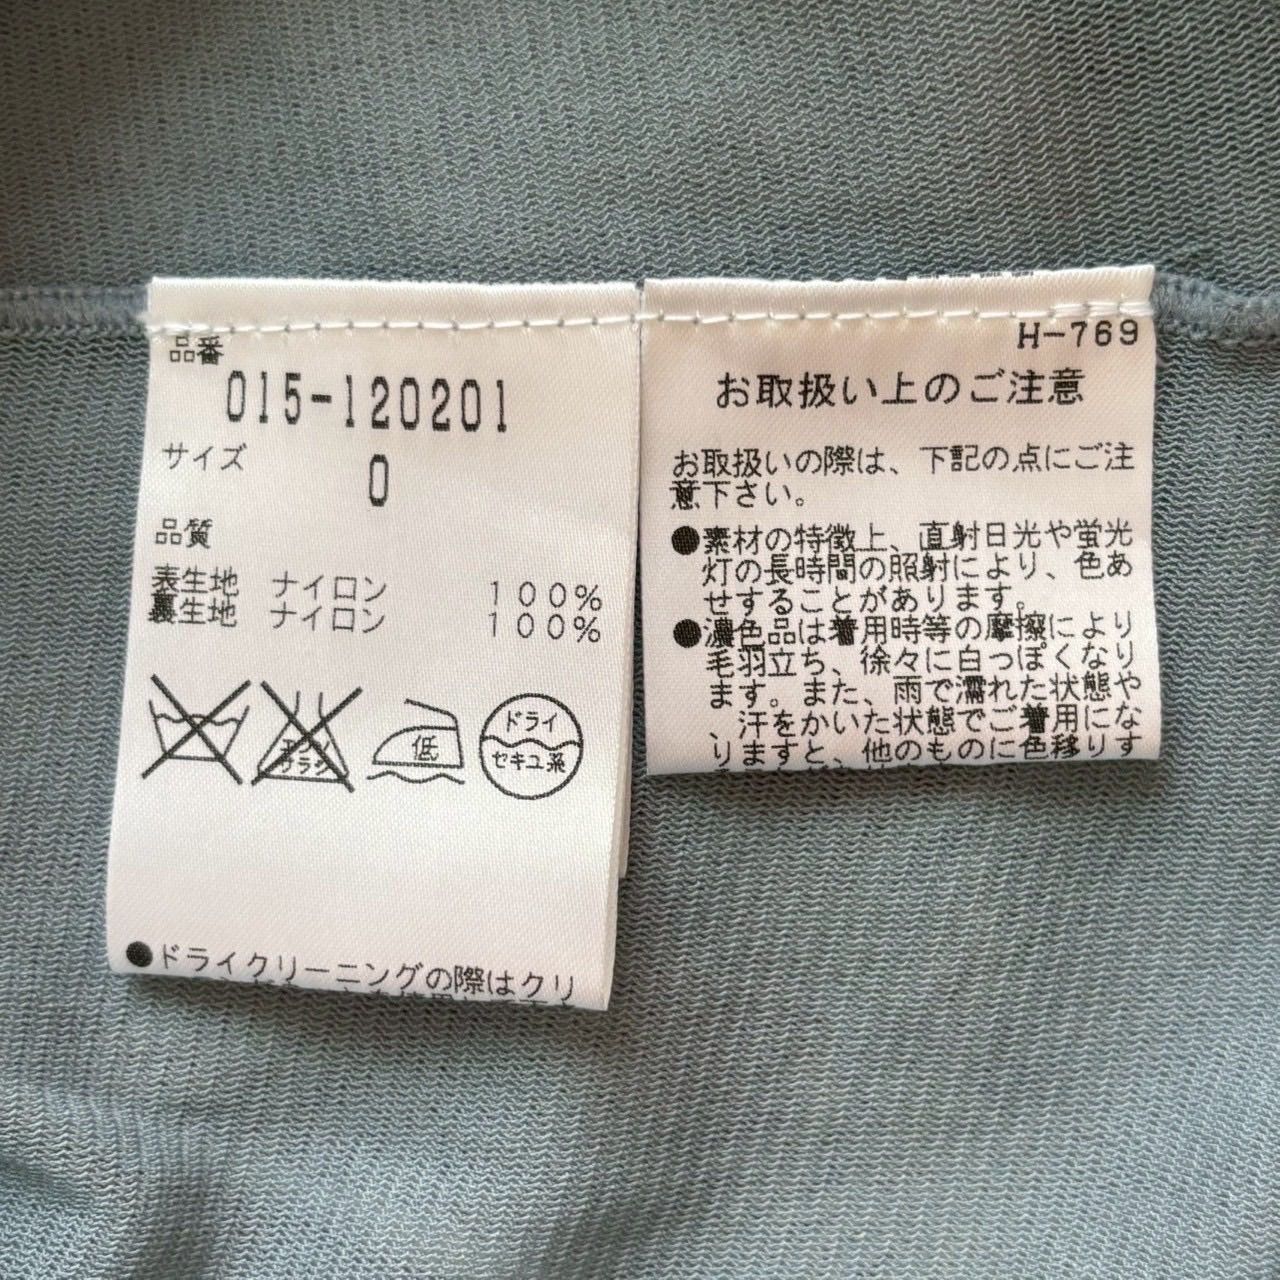 品番
015-120201
サイズ
0
品質
表生地 ナイロン 100%
裏生地 ナイロン 100%
エンソ
サラシ
低
ドライ
セキユ系
●ドライクリーニングの際はクリ
H-769
お取扱い上のご注意
お取扱いの際は、下記の点にご注
意下さい。
●素材の特徴上、直射日光や蛍光
灯の長時間の照射により、色あ
せすることがあります。
●濃色品は着用時等の摩擦により
毛羽立ち、徐々に白っぽくなり
ます。また、雨で濡れた状態や
汗をかいた状態でご着用にな
りますと、他のものに色移りす